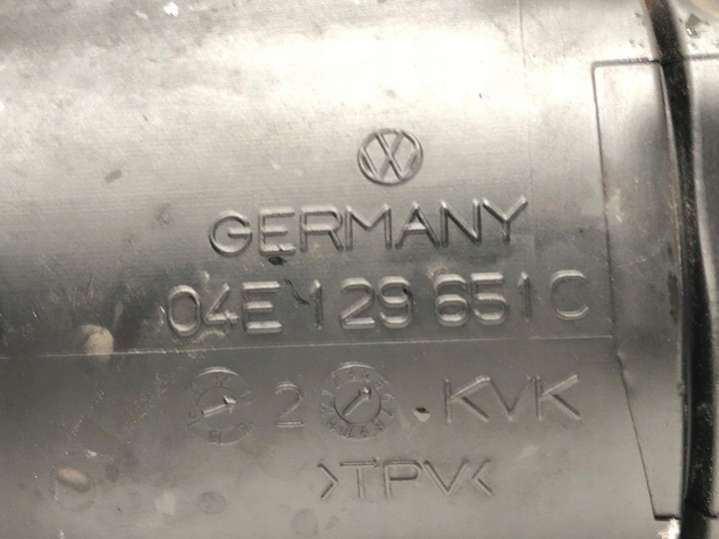 GERMANY
04E 129 651 C
2 KVK
>TPV<